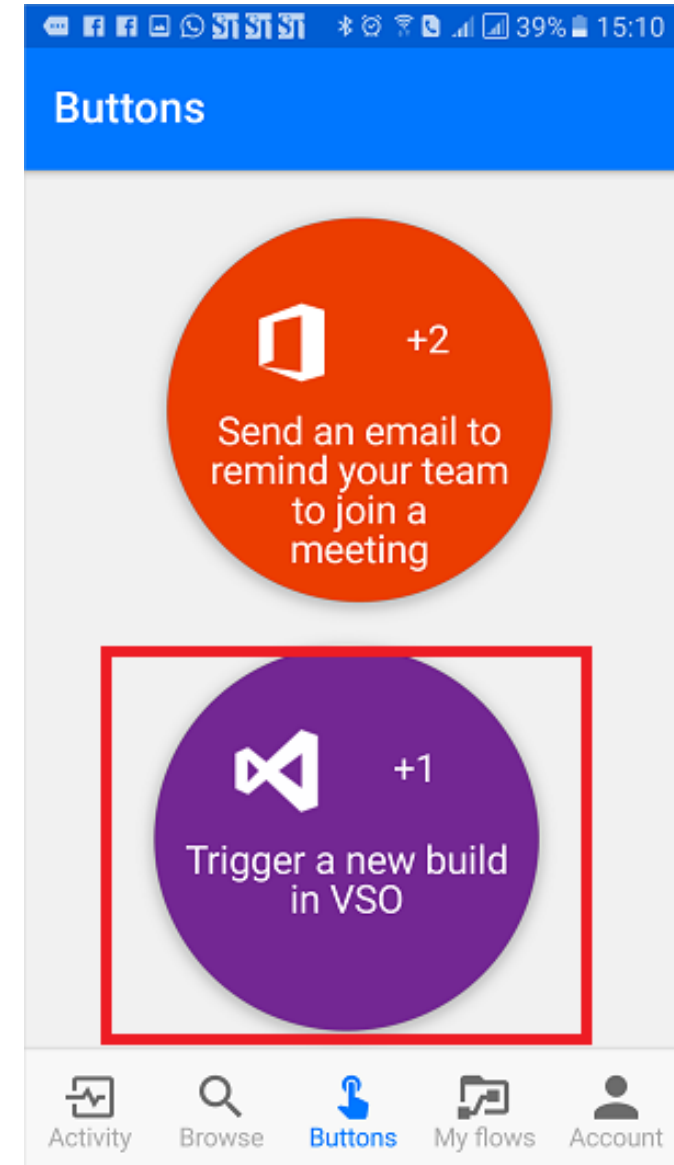 39% 15:10
Buttons
+2
Send an email to
remind your team
to join a
meeting
+1
Trigger a new build
in VSO
Activity Browse Buttons My flows Account